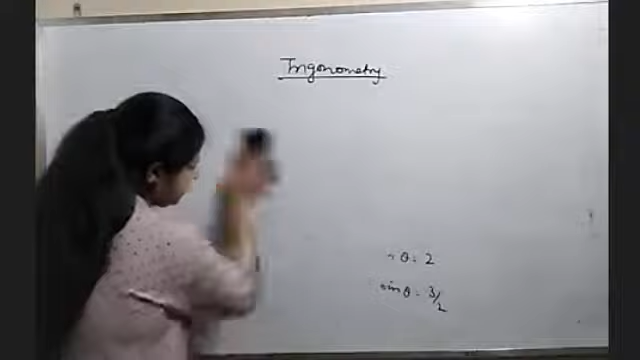 Trigonometry
θ = 2
sin θ = 3/2